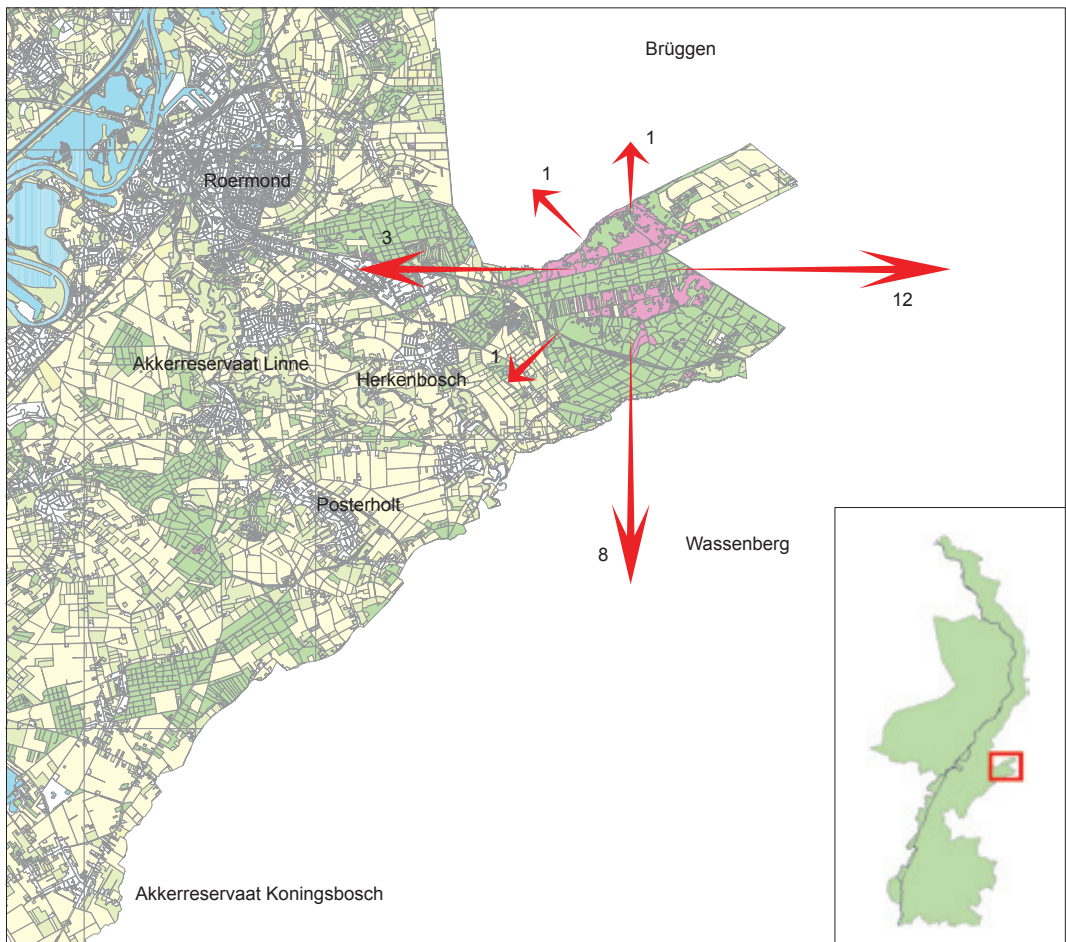 Brüggen
1
1
Roermond
3
12
Akkerreservaat Linne
1
Herkenbosch
Posterholt
8
Wassenberg
Akkerreservaat Koningsbosch